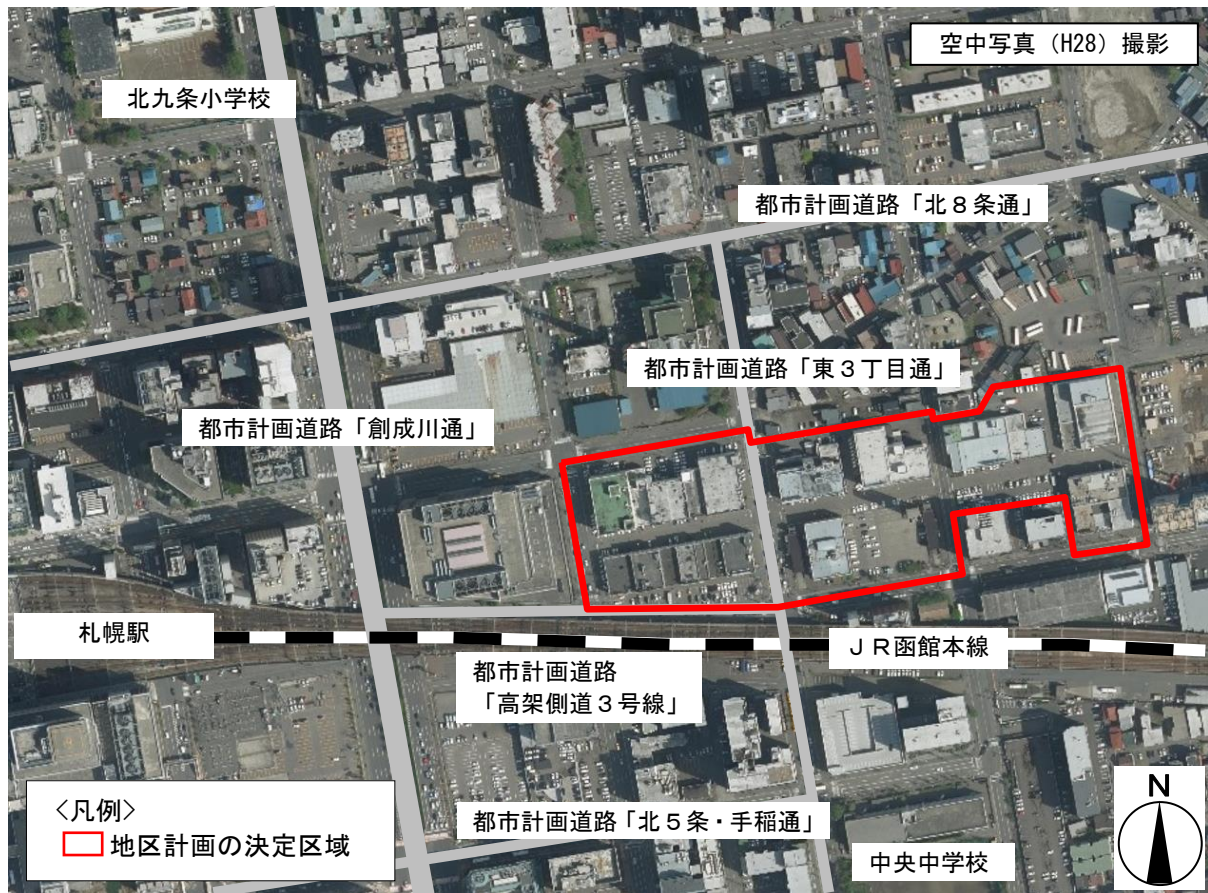 空中写真（H28）撮影
北九条小学校
都市計画道路「北８条通」
都市計画道路「東３丁目通」
都市計画道路「創成川通」
札幌駅
ＪＲ函館本線
都市計画道路
「高架側道３号線」
都市計画道路「北５条・手稲通」
中央中学校
<凡例>
地区計画の決定区域
N